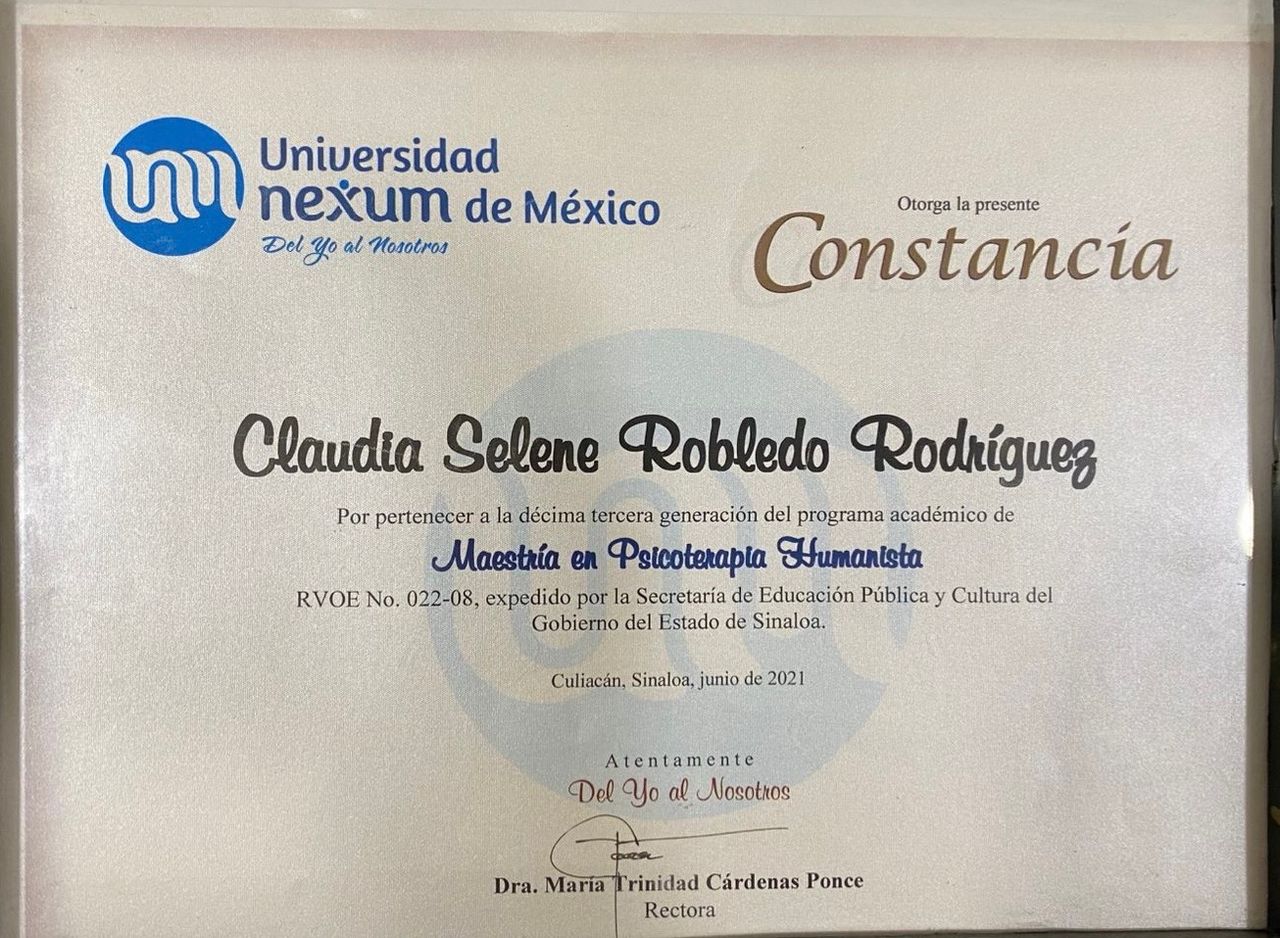 unm
Universidad
nexum de México
Del Yo al Nosotros
Otorga la presente
Constancia
Claudia Selene Robledo Rodríguez
Por pertenecer a la décima tercera generación del programa académico de
Maestría en Psicoterapia Humanista
RVOE No. 022-08, expedido por la Secretaría de Educación Pública y Cultura del
Gobierno del Estado de Sinaloa.
Culiacán, Sinaloa, junio de 2021
Atentamente
Del Yo al Nosotros
Dra. María Trinidad Cárdenas Ponce
Rectora